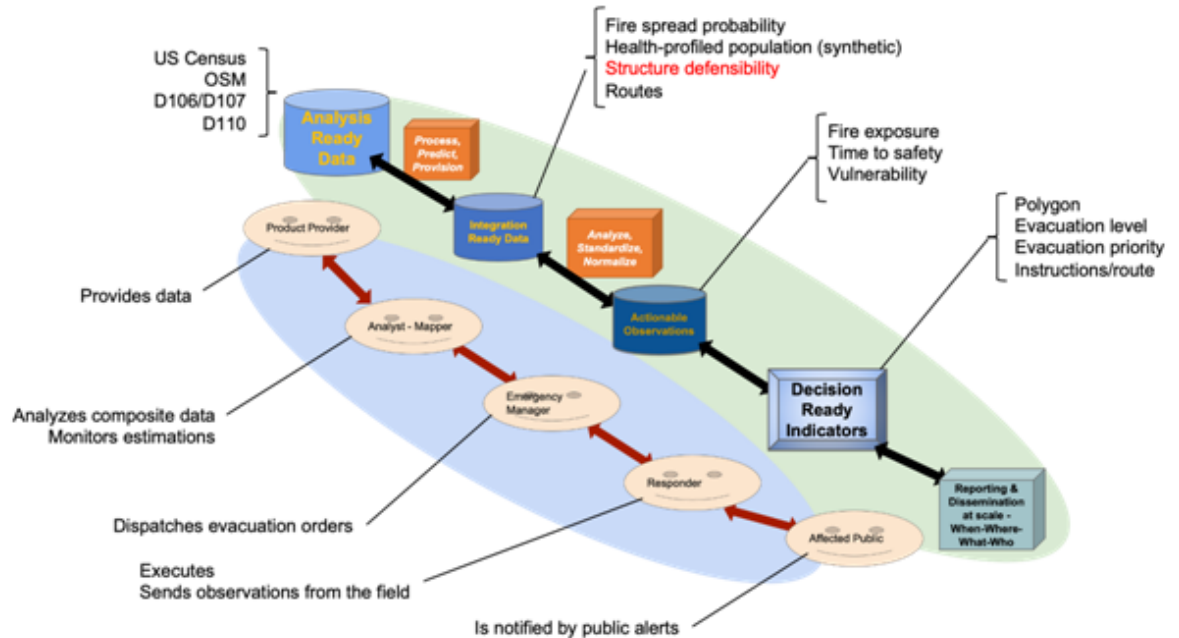 US Census
OSM
D106/D107
D110
Fire spread probability
Health-profiled population (synthetic)
Structure defensibility
Routes
Analysis
Ready
Data
Process,
Predict,
Provision
Fire exposure
Time to safety
Vulnerability
Integration
Ready Data
Analyze,
Standardize,
Normalize
Polygon
Evacuation level
Evacuation priority
Instructions/route
Product Provider
Provides data
Actionable
Observations
Analyst - Mapper
Decision
Ready
Indicators
Analyzes composite data
Monitors estimations
Emergency
Manager
Responder
Reporting &
Dissemination
at scale -
When-Where-
What-Who
Dispatches evacuation orders
Affected Public
Executes
Sends observations from the field
Is notified by public alerts